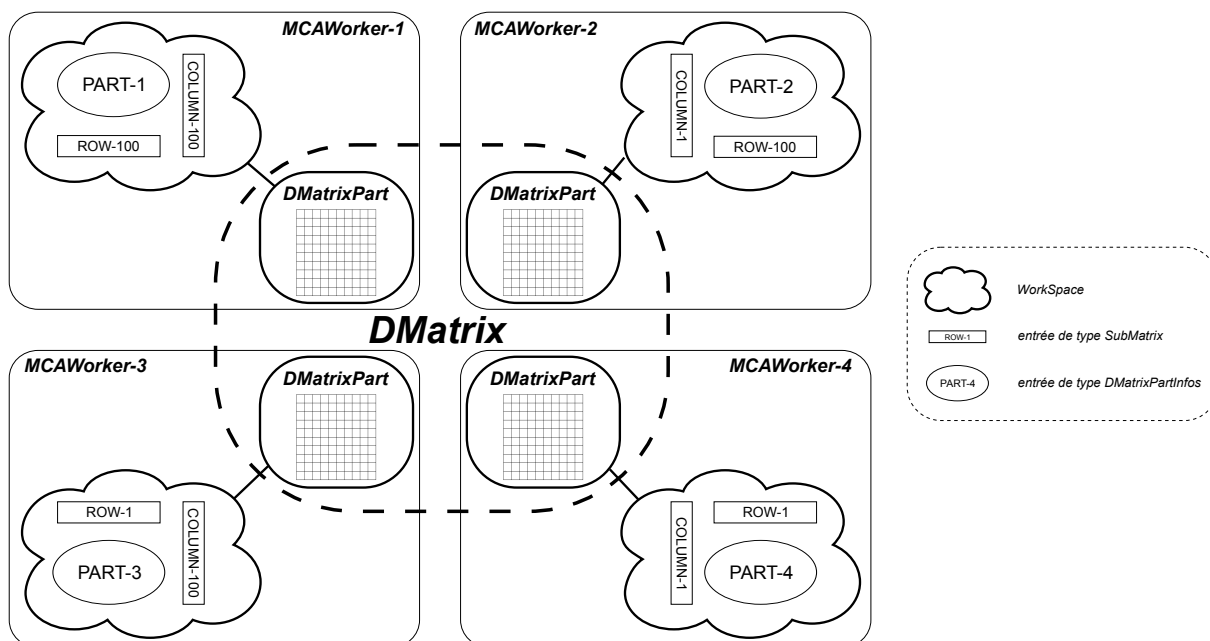 MCAWorker-1
PART-1
COLUMN-100
ROW-100
DMatrixPart
MCAWorker-2
COLUMN-1
PART-2
ROW-100
DMatrixPart
DMatrix
MCAWorker-3
DMatrixPart
ROW-1
COLUMN-100
PART-3
MCAWorker-4
DMatrixPart
COLUMN-1
ROW-1
PART-4
WorkSpace
ROW-1
entrée de type SubMatrix
PART-4
entrée de type DMatrixPartInfos